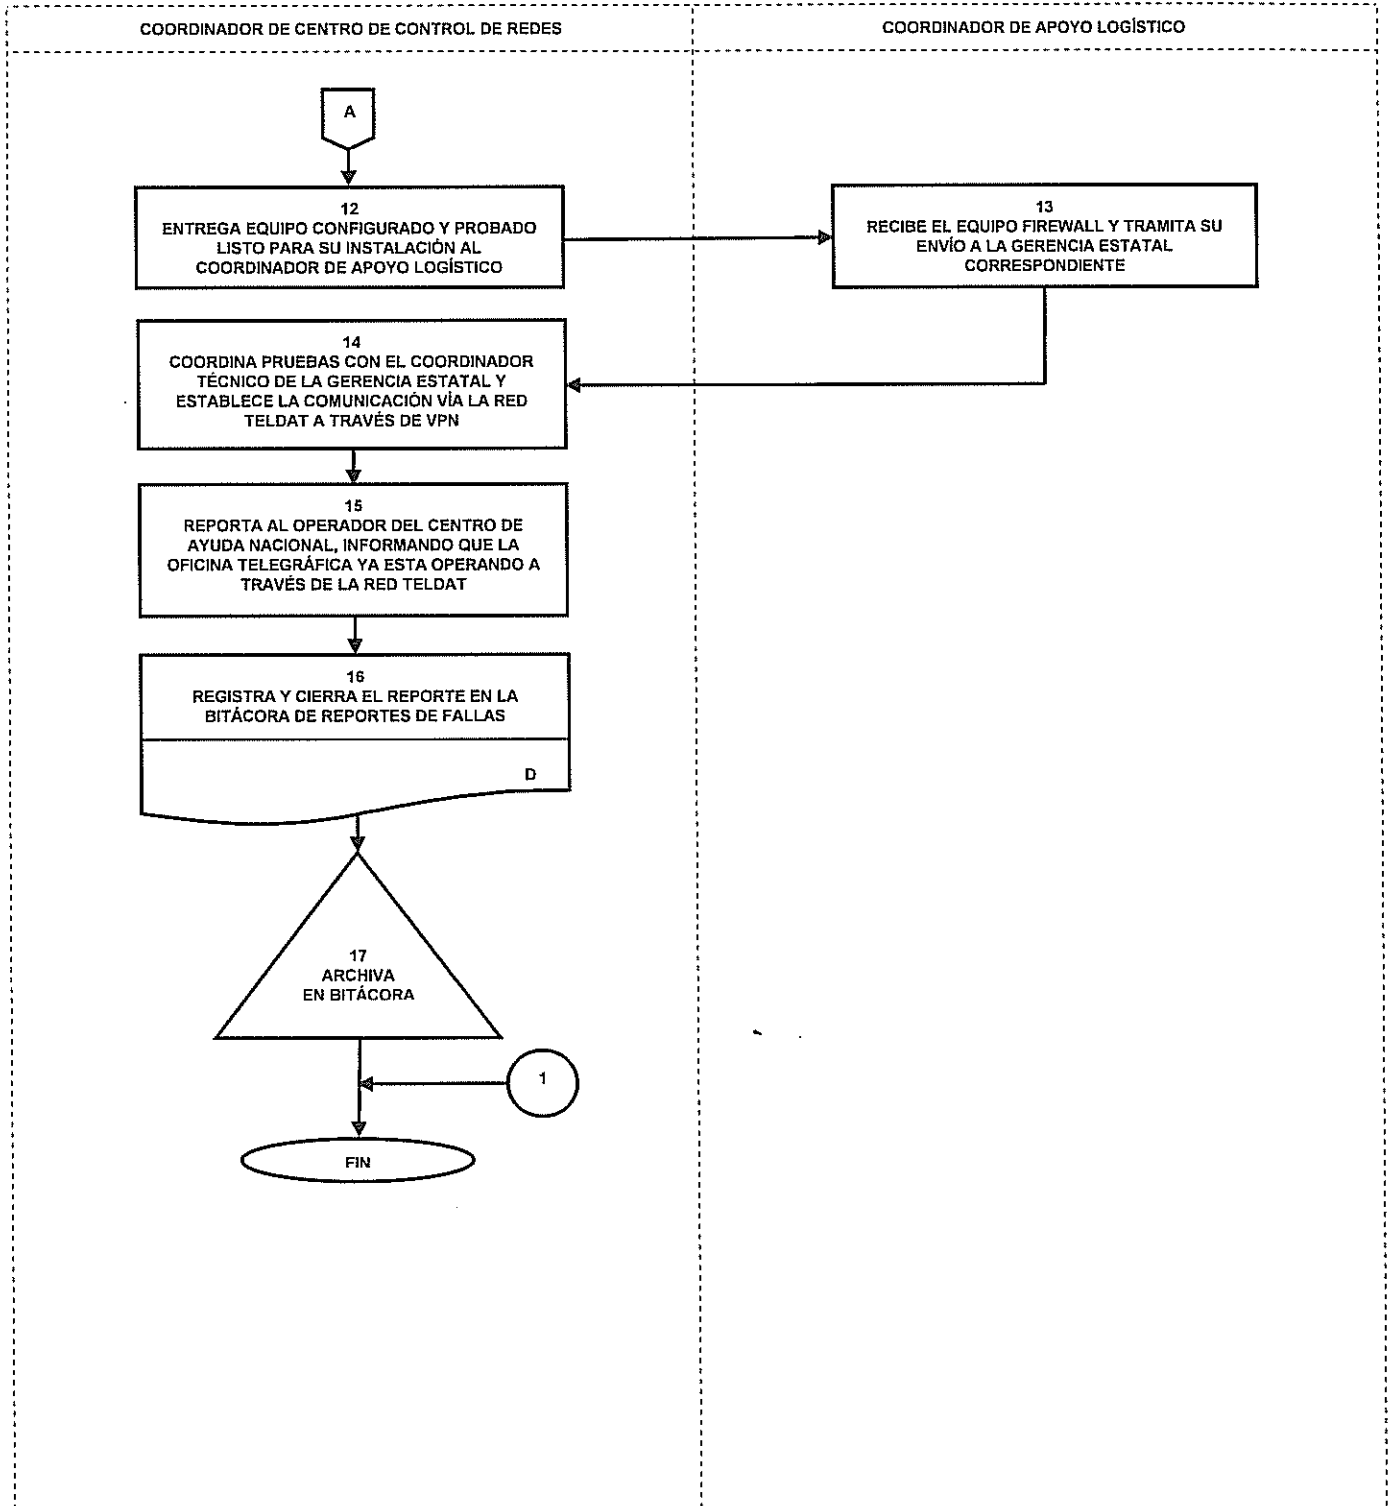 COORDINADOR DE CENTRO DE CONTROL DE REDES
COORDINADOR DE APOYO LOGÍSTICO
A
12
ENTREGA EQUIPO CONFIGURADO Y PROBADO
LISTO PARA SU INSTALACIÓN AL
COORDINADOR DE APOYO LOGÍSTICO
13
RECIBE EL EQUIPO FIREWALL Y TRAMITA SU
ENVÍO A LA GERENCIA ESTATAL
CORRESPONDIENTE
14
COORDINA PRUEBAS CON EL COORDINADOR
TÉCNICO DE LA GERENCIA ESTATAL Y
ESTABLECE LA COMUNICACIÓN VÍA LA RED
TELDAT A TRAVÉS DE VPN
15
REPORTA AL OPERADOR DEL CENTRO DE
AYUDA NACIONAL, INFORMANDO QUE LA
OFICINA TELEGRÁFICA YA ESTA OPERANDO A
TRAVÉS DE LA RED TELDAT
16
REGISTRA Y CIERRA EL REPORTE EN LA
BITÁCORA DE REPORTES DE FALLAS
D
17
ARCHIVA
EN BITÁCORA
1
FIN